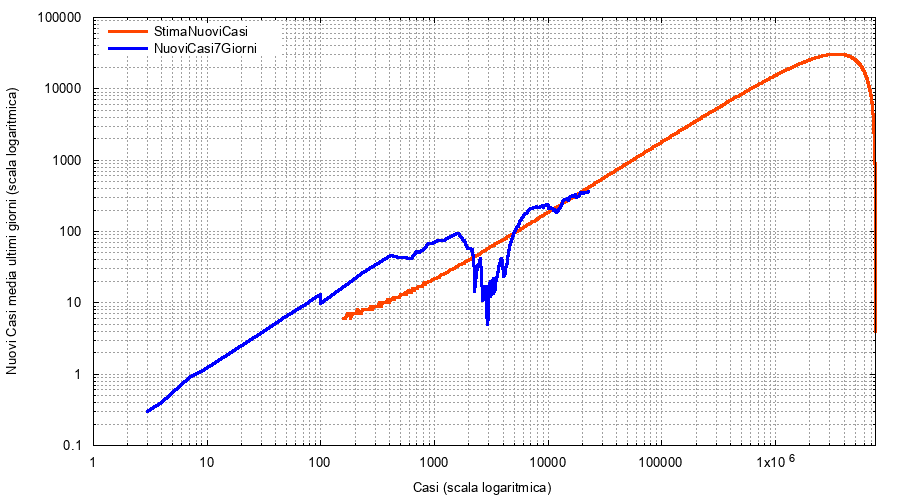 100000
StimaNuoviCasi
NuoviCasi7Giorni
10000
1000
100
10
1
0.1
Nuovi Casi media ultimi giorni (scala logaritmica)
1 10 100 1000 10000 100000 1x10 6
Casi (scala logaritmica)